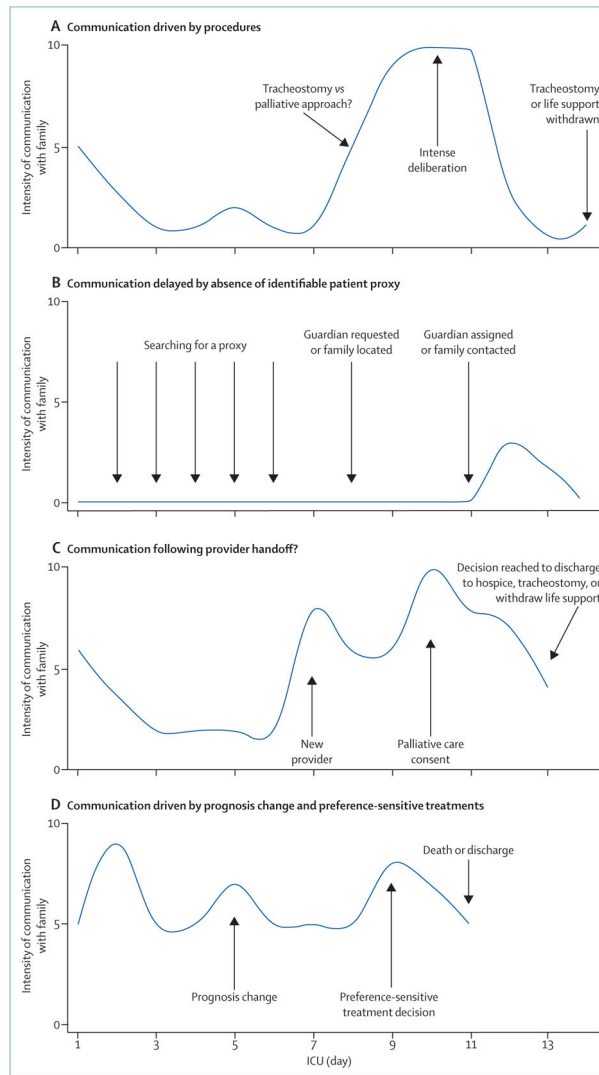 A Communication driven by procedures
10
5
0
Intensity of communication
with family
Tracheostomy vs
palliative approach?
Intense
deliberation
Tracheostomy
or life support
withdrawn
B Communication delayed by absence of identifiable patient proxy
10
5
0
Intensity of communication
with family
Searching for a proxy
Guardian requested
or family located
Guardian assigned
or family contacted
C Communication following provider handoff?
10
5
0
Intensity of communication
with family
New
provider
Palliative care
consent
Decision reached to discharge
to hospice, tracheostomy, or
withdraw life support
D Communication driven by prognosis change and preference-sensitive treatments
10
5
0
Intensity of communication
with family
Prognosis change
Preference-sensitive
treatment decision
Death or discharge
1 3 5 7 9 11 13
ICU (day)